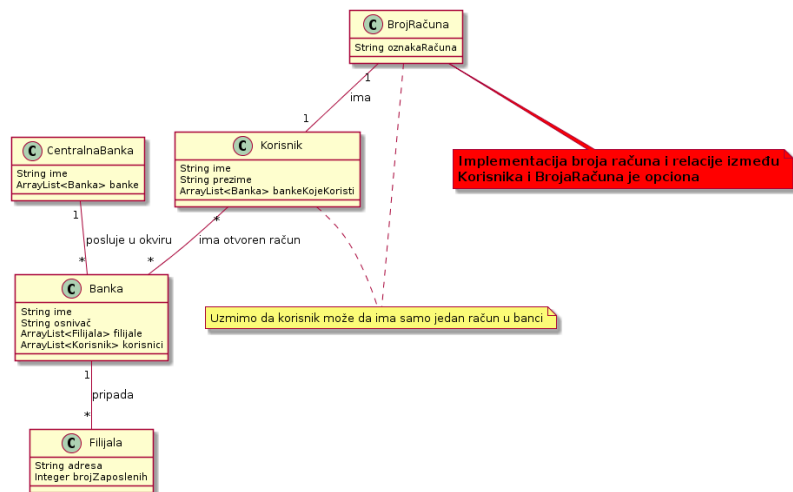 C BrojRačuna
String oznakaRačuna
1
ima
1
C CentralnaBanka
String ime
ArrayList<Banka> banke
C Korisnik
String ime
String prezime
ArrayList<Banka> bankeKojeKoristi
Implementacija broja računa i relacije između
Korisnika i BrojaRačuna je opciona
1
posluje u okviru
*
*
ima otvoren račun
*
C Banka
String ime
String osnivač
ArrayList<Filijala> filijale
ArrayList<Korisnik> korisnici
Uzmimo da korisnik može da ima samo jedan račun u banci
1
pripada
*
C Filijala
String adresa
Integer brojZaposlenih